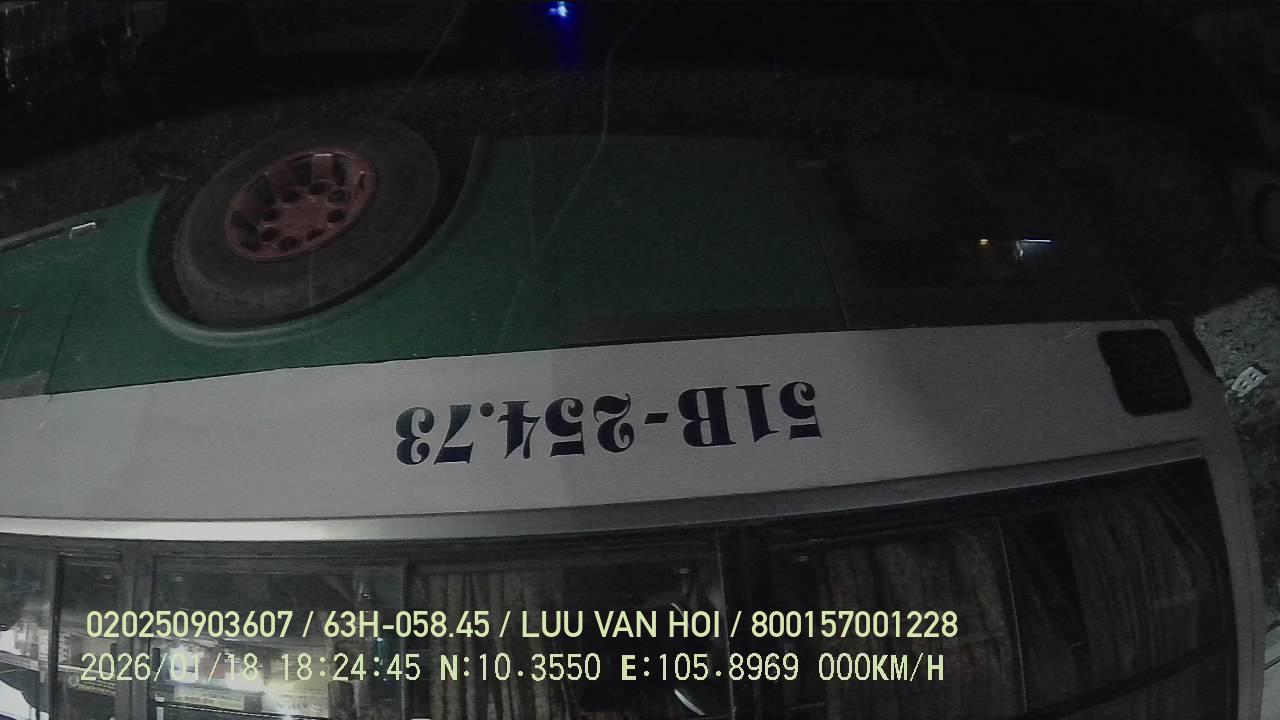 51B-254.73
020250903607 / 63H-058.45 / LUU VAN HOI / 800157001228
2026/01/18 18:24:45 N:10.3550 E:105.8969 000KM/H